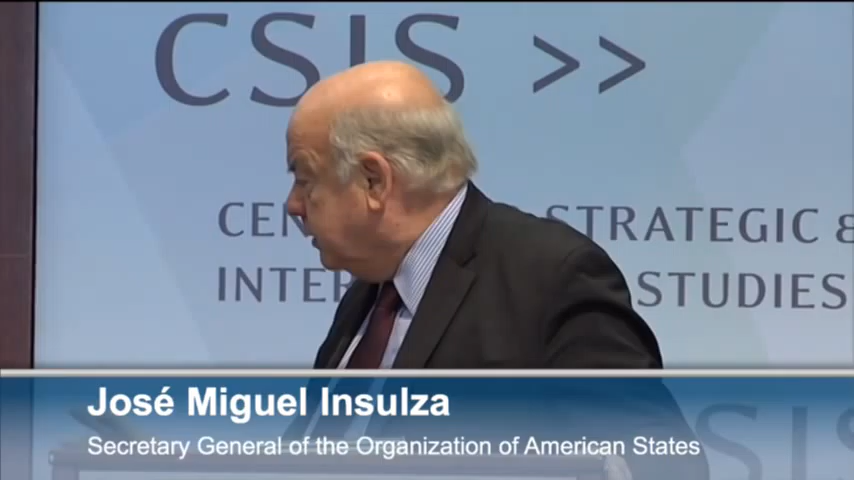 CSIS >>
STRATEGIC &
STUDIES
José Miguel Insulza
Secretary General of the Organization of American States